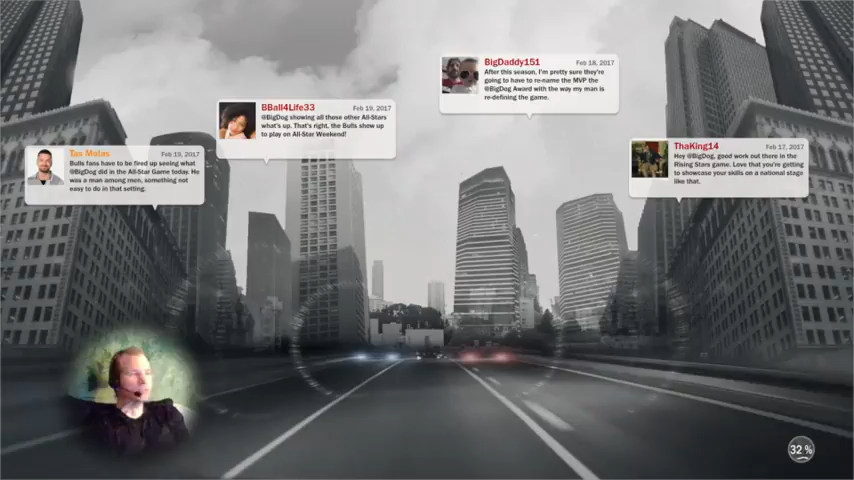 BigDaddy151 Feb 18, 2017
After this season, I'm pretty sure they're
going to have to re-name the MVP the
@BigDog Award with the way my man is
re-defining the game.
BBall4Life33 Feb 19, 2017
@BigDog showing all those other All-Stars
what's up. That's right, the Bulls show up
to play on All-Star Weekend!
ThaKing14 Feb 17, 2017
Hey @BigDog, good work out there in the
Rising Stars game. Love that you're getting
to showcase your skills on a national stage
like that.
Tas Melas Feb 19, 2017
Bulls fans have to be fired up seeing what
@BigDog did in the All-Star Game today. He
was a man among men, something not
easy to do in that setting.
32 %